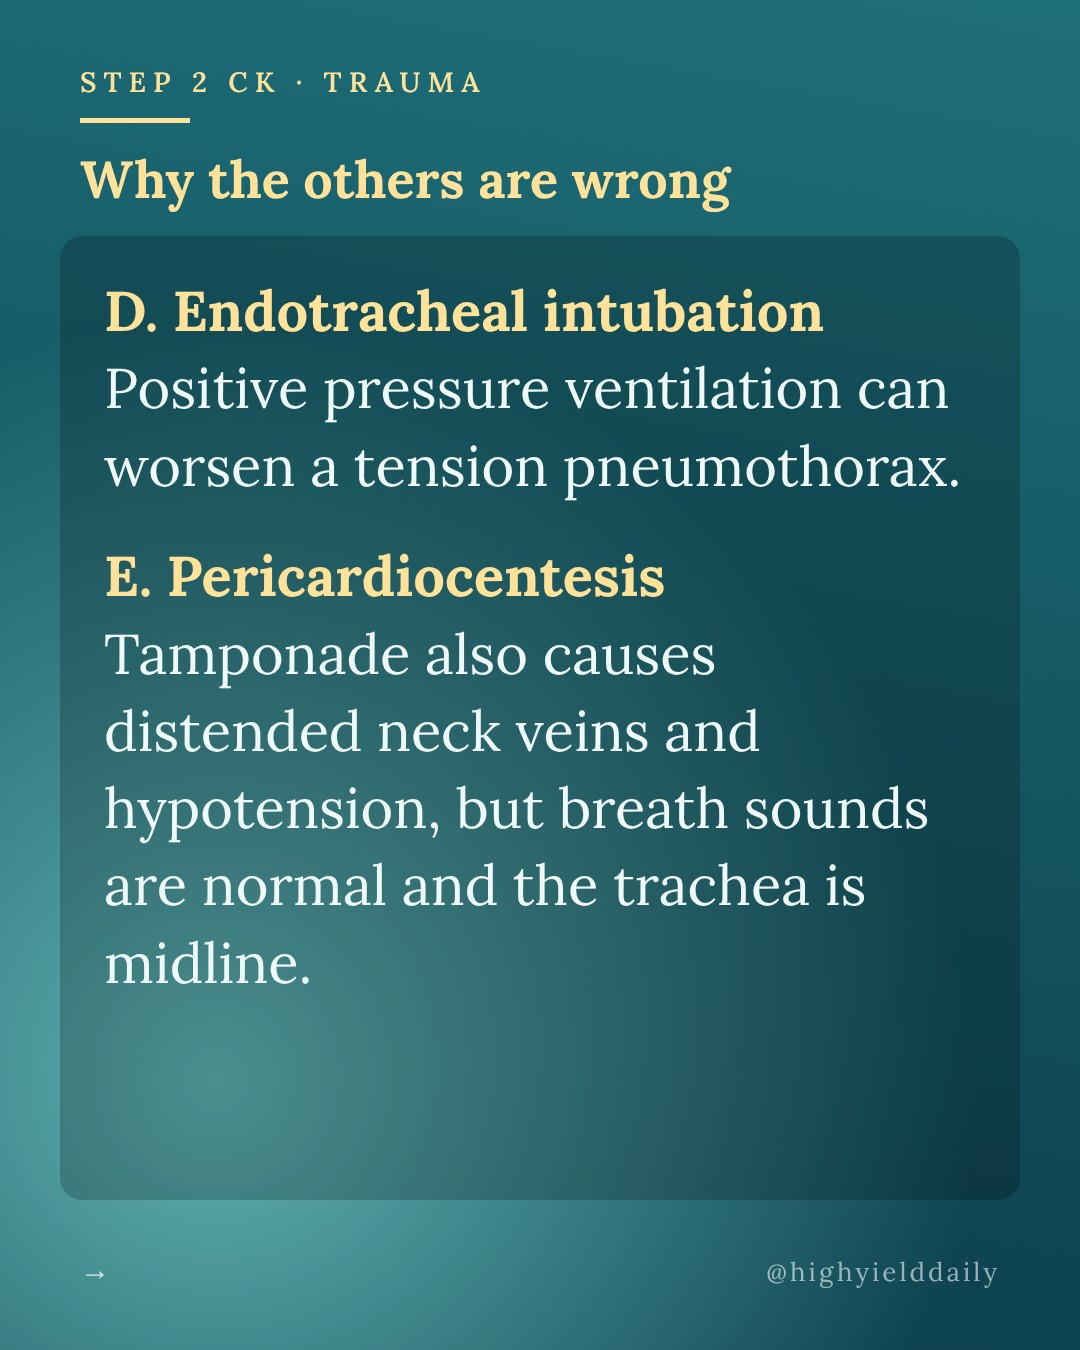 STEP 2 CK · TRAUMA
Why the others are wrong
D. Endotracheal intubation
Positive pressure ventilation can
worsen a tension pneumothorax.
E. Pericardiocentesis
Tamponade also causes
distended neck veins and
hypotension, but breath sounds
are normal and the trachea is
midline.
→
@highyielddaily